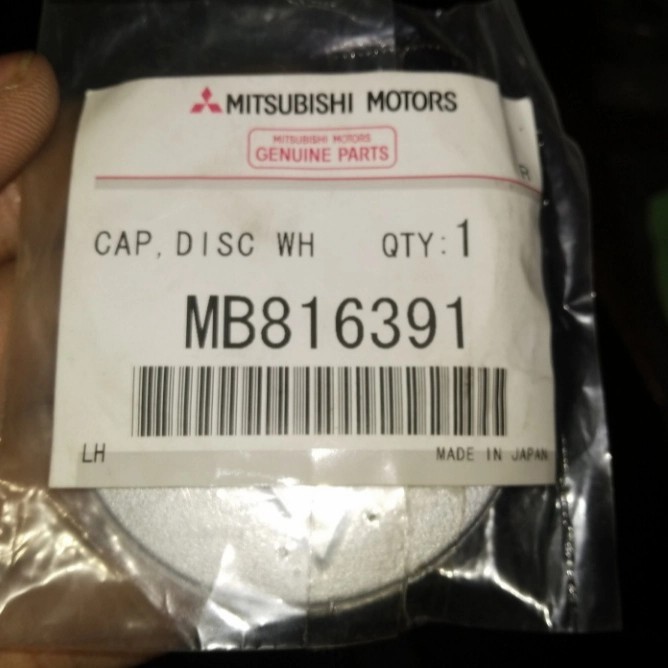 MITSUBISHI MOTORS
MITSUBISHI MOTORS
GENUINE PARTS
R
CAP, DISC WH QTY:1
MB816391
LH MADE IN JAPAN